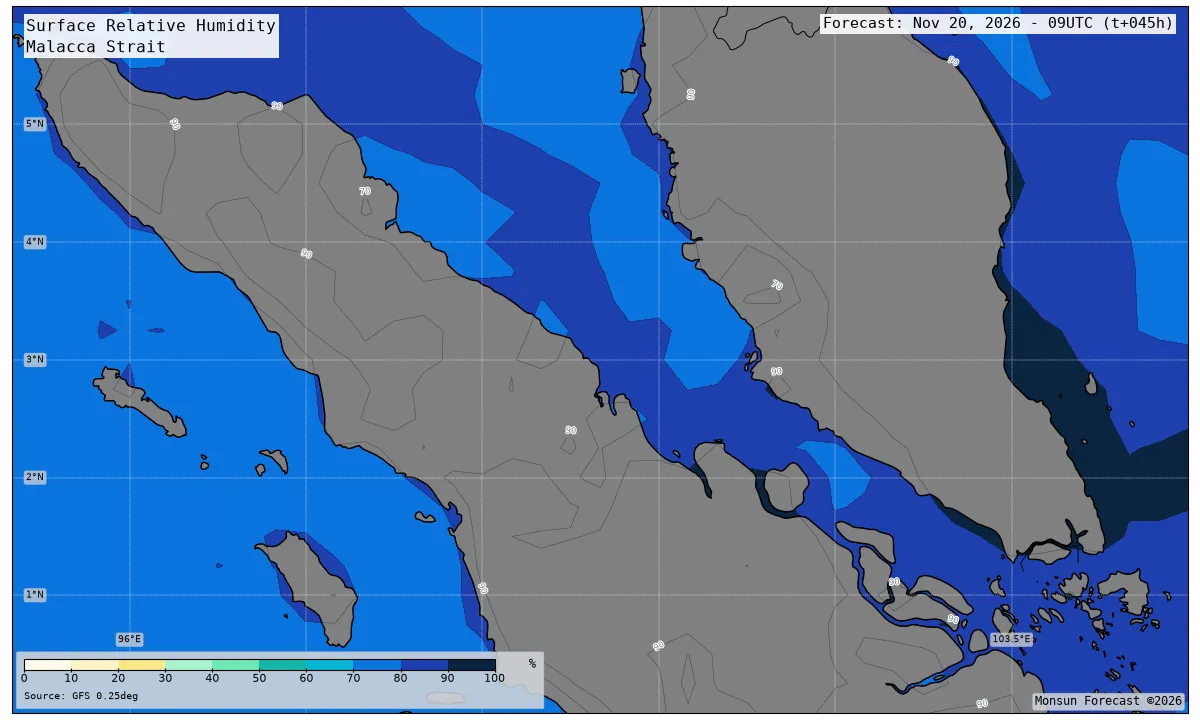 Surface Relative Humidity
Malacca Strait
Forecast: Nov 20, 2026 - 09UTC (t+045h)
90
90
90
90
5°N
70
4°N
90
70
3°N
90
90
2°N
90
90
1°N
90
96°E
103.5°E
90
%
0 10 20 30 40 50 60 70 80 90 100
Source: GFS 0.25deg
90
Monsun Forecast ©2026